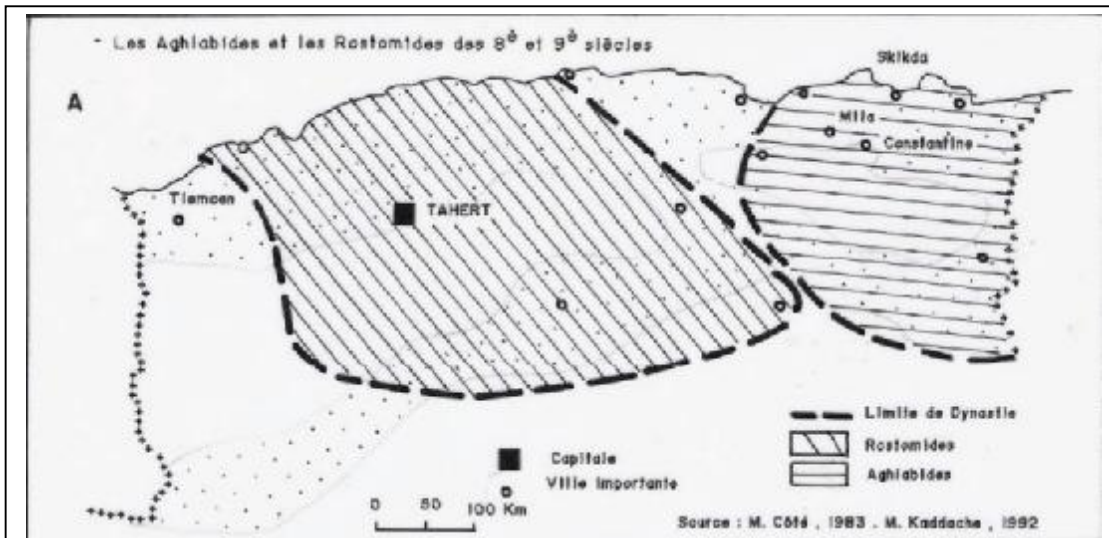 - Les Aghlabides et les Rostomides des 8è et 9è siècles
A
Skikda
Mila
Constantine
Tlemcen
TAHERT
Limite de Dynastie
Rostomides
Aghlabides
Capitale
Ville Importante
0 50 100 Km
Source : M. Côté , 1983 . M. Kaddache , 1992